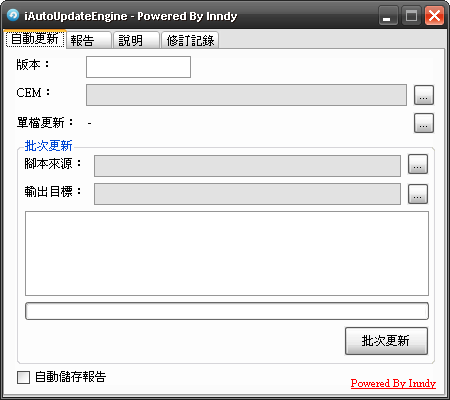 iAutoUpdateEngine - Powered By Inndy
自動更新 報告 說明 修訂記錄
版本：
CEM： ...
單檔更新： - ...
批次更新
腳本來源： ...
輸出目標： ...
批次更新
自動儲存報告
Powered By Inndy